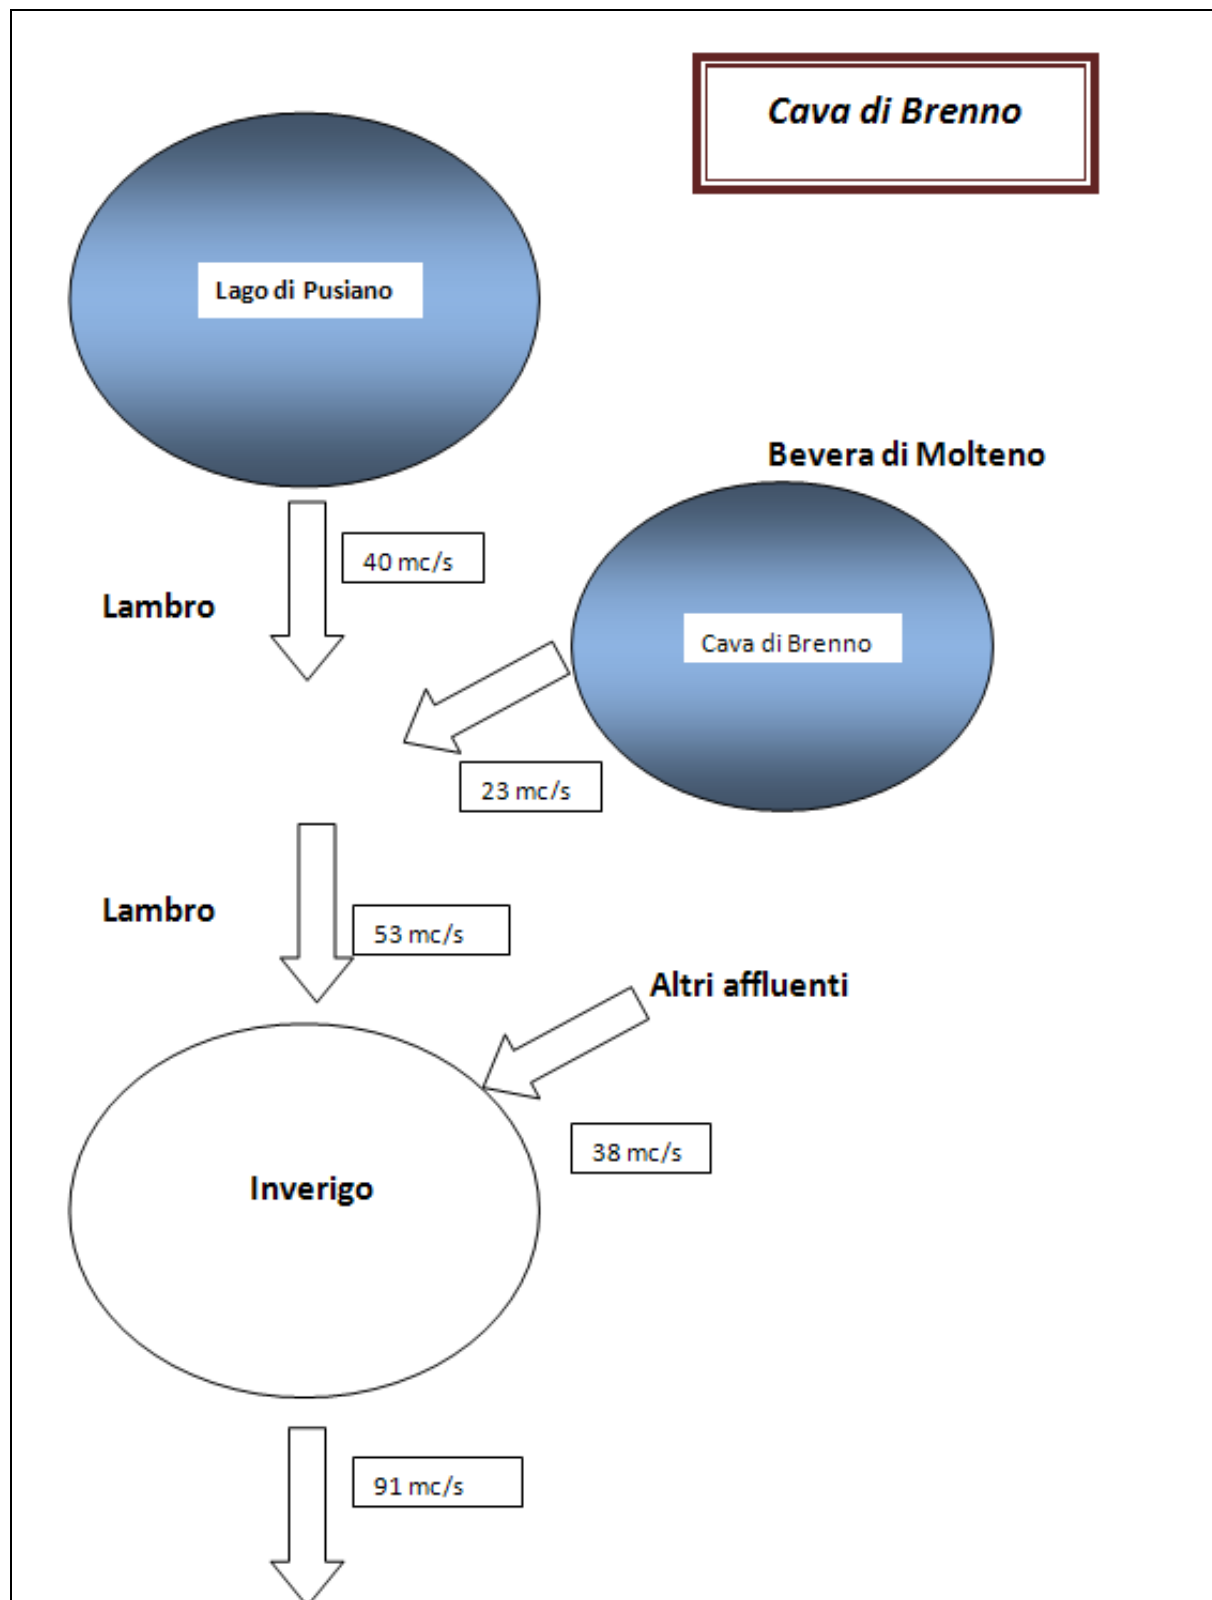 Cava di Brenno
Lago di Pusiano
Bevera di Molteno
40 mc/s
Lambro
Cava di Brenno
23 mc/s
Lambro
53 mc/s
Altri affluenti
38 mc/s
Inverigo
91 mc/s